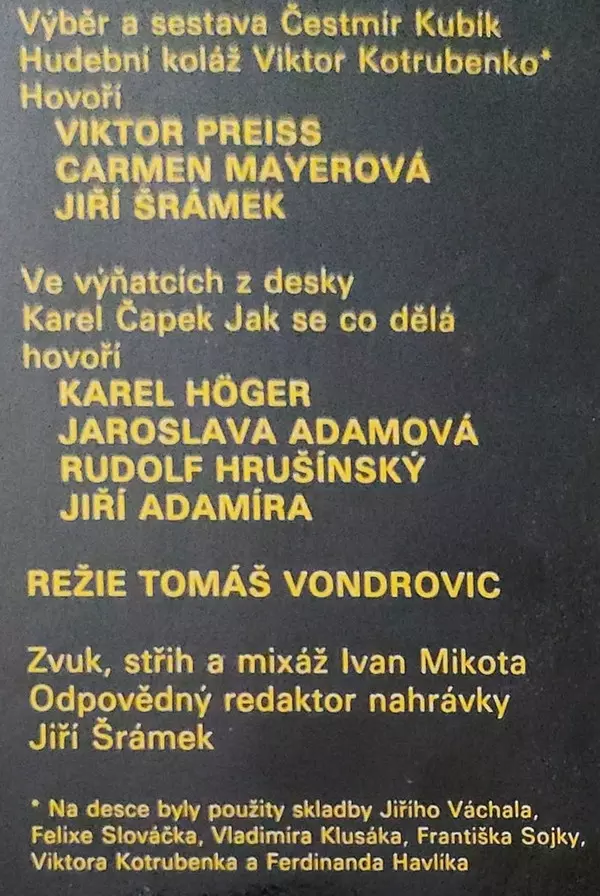 Výběr a sestava Čestmír Kubík
Hudební koláž Viktor Kotrubenko*
Hovoří
VIKTOR PREISS
CARMEN MAYEROVÁ
JIŘÍ ŠRÁMEK
Ve výňatcích z desky
Karel Čapek Jak se co dělá
hovoří
KAREL HÖGER
JAROSLAVA ADAMOVÁ
RUDOLF HRUŠÍNSKÝ
JIŘÍ ADAMÍRA
REŽIE TOMÁŠ VONDROVIC
Zvuk, střih a mixáž Ivan Mikota
Odpovědný redaktor nahrávky
Jiří Šrámek
* Na desce byly použity skladby Jiřího Váchala,
Felixe Slováčka, Vladimíra Klusáka, Františka Sojky,
Viktora Kotrubenka a Ferdinanda Havlíka